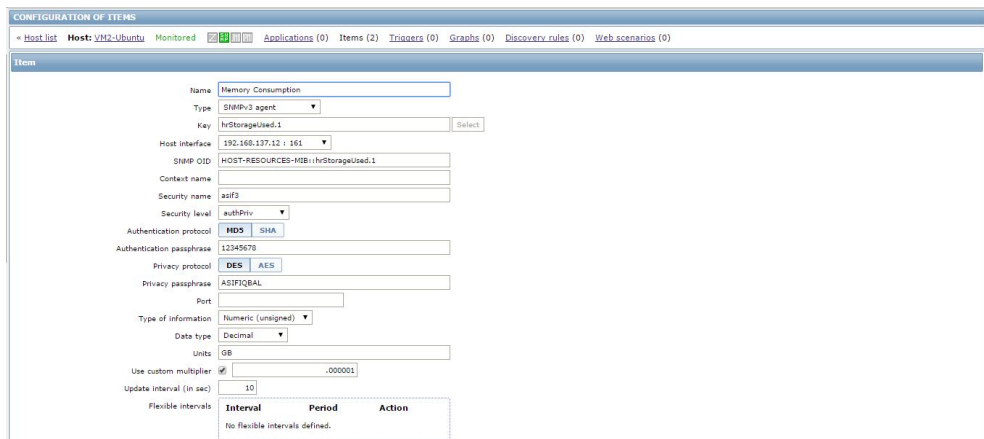 CONFIGURATION OF ITEMS
« Host list Host: VM2-Ubuntu Monitored Applications (0) Items (2) Triggers (0) Graphs (0) Discovery rules (0) Web scenarios (0)
Item
Name Memory Consumption
Type SNMPv3 agent
Key hrStorageUsed.1 Select
Host interface 192.168.137.12 : 161
SNMP OID HOST-RESOURCES-MIB::hrStorageUsed.1
Context name
Security name asif3
Security level authPriv
Authentication protocol MD5 SHA
Authentication passphrase 12345678
Privacy protocol DES AES
Privacy passphrase ASIFIQBAL
Port
Type of information Numeric (unsigned)
Data type Decimal
Units GB
Use custom multiplier .000001
Update interval (in sec) 10
Flexible intervals Interval Period Action
No flexible intervals defined.